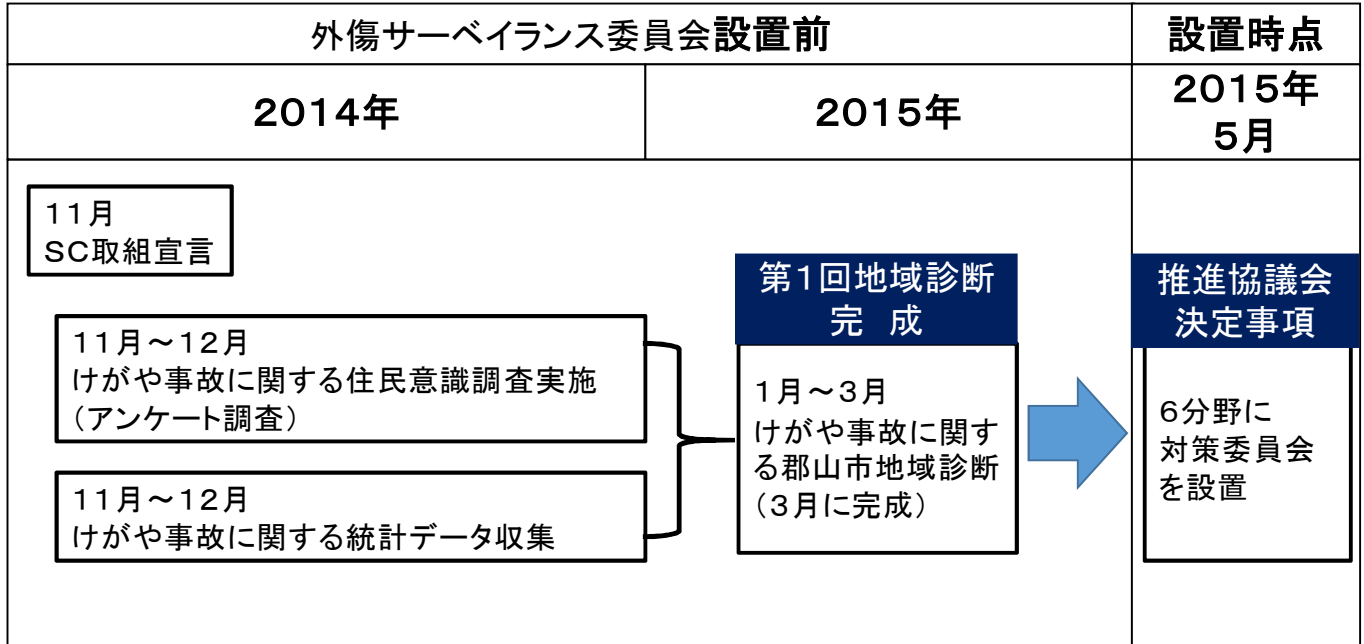 外傷サーベイランス委員会設置前
設置時点
2014年
2015年
2015年
5月
11月
SC取組宣言
11月~12月
けがや事故に関する住民意識調査実施
(アンケート調査)
11月~12月
けがや事故に関する統計データ収集
第1回地域診断
完 成
1月~3月
けがや事故に関す
る郡山市地域診断
(3月に完成)
推進協議会
決定事項
6分野に
対策委員会
を設置